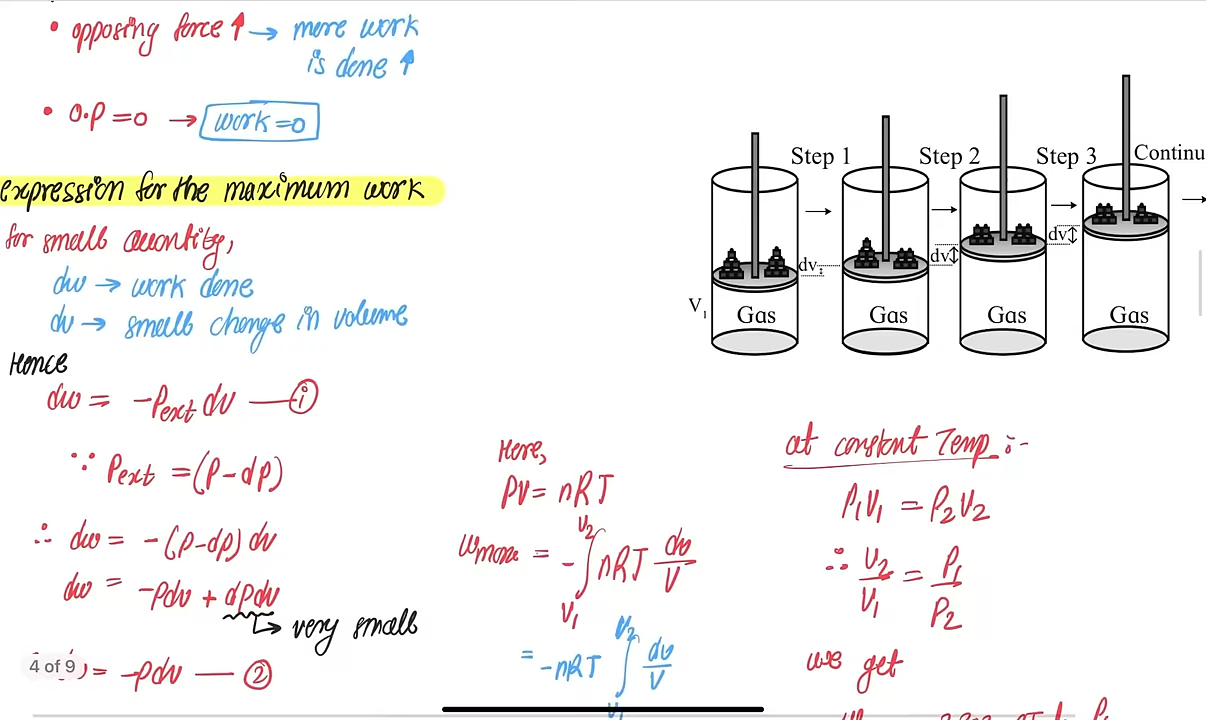 • opposing force ↑ → more work
is done ↑
• O.P = 0 → work = 0
expression for the maximum work
for small quantity,
dw → work done
dv → small change in volume
Hence
dw = -Pext dv — ⓘ
∵ Pext = (P - dp)
∴ dw = -(P-dp) dv
dw = -Pdv + dpdv
↳ very small
= -pdv — ②
4 of 9
Here,
PV = nRT
Wmax = -∫ V₁ V₂ nRT dv/V
= -nRT ∫ V₁ V₂ dv/V
Step 1
Step 2
Step 3
Continu
dv
dv
dv
V₁
Gas
Gas
Gas
Gas
at constant Temp :-
P₁V₁ = P₂V₂
∴ V₂/V₁ = P₁/P₂
we get